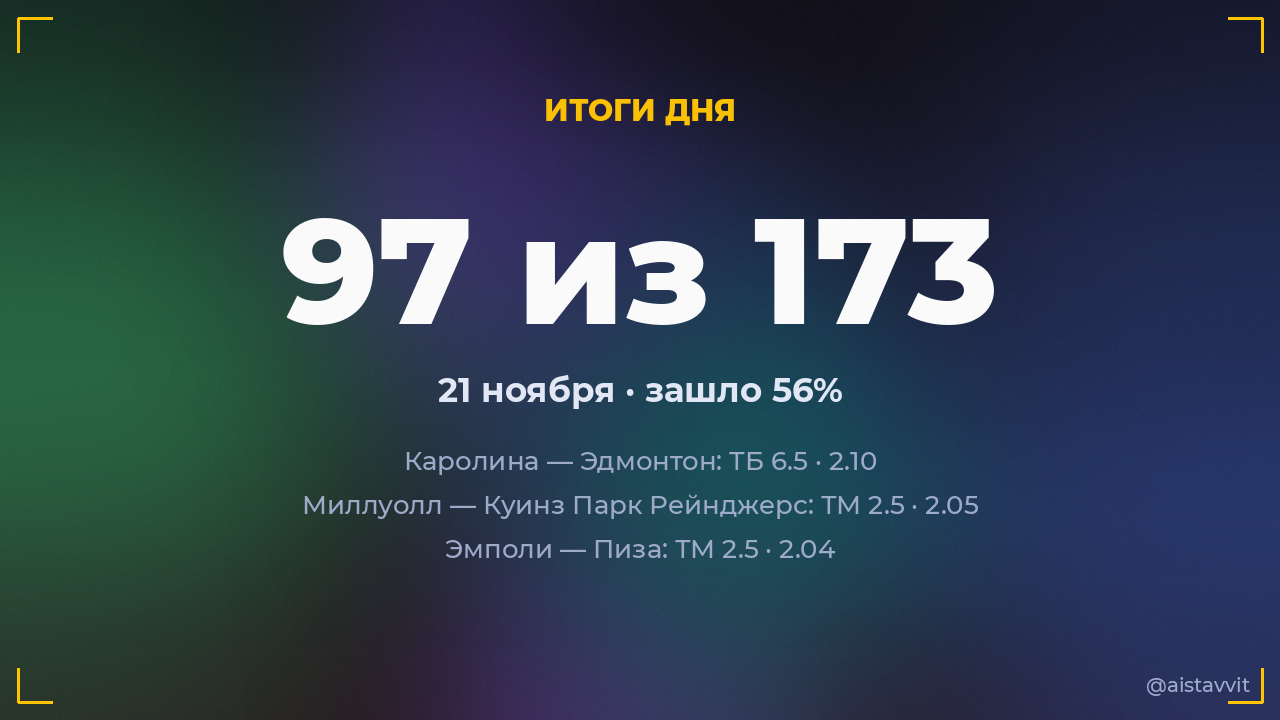 ИТОГИ ДНЯ
97 из 173
21 ноября · зашло 56%
Каролина — Эдмонтон: ТБ 6.5 · 2.10
Миллуолл — Куинз Парк Рейнджерс: ТМ 2.5 · 2.05
Эмполи — Пиза: ТМ 2.5 · 2.04
@aistavvit